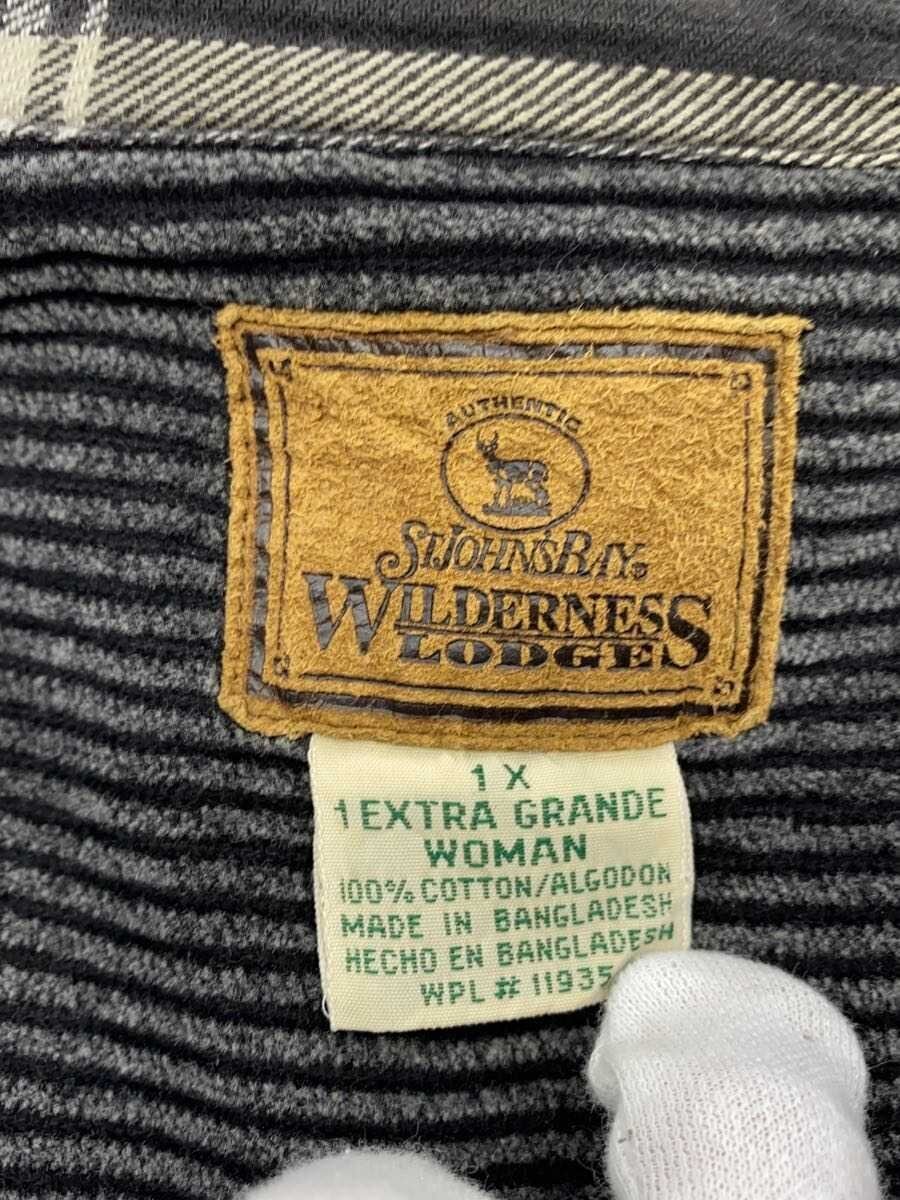 AUTHENTIC
ST.JOHN'S BAY®
WILDERNESS
LODGE
1 X
1 EXTRA GRANDE
WOMAN
100% COTTON/ALGODON
MADE IN BANGLADESH
HECHO EN BANGLADESH
WPL # 11935